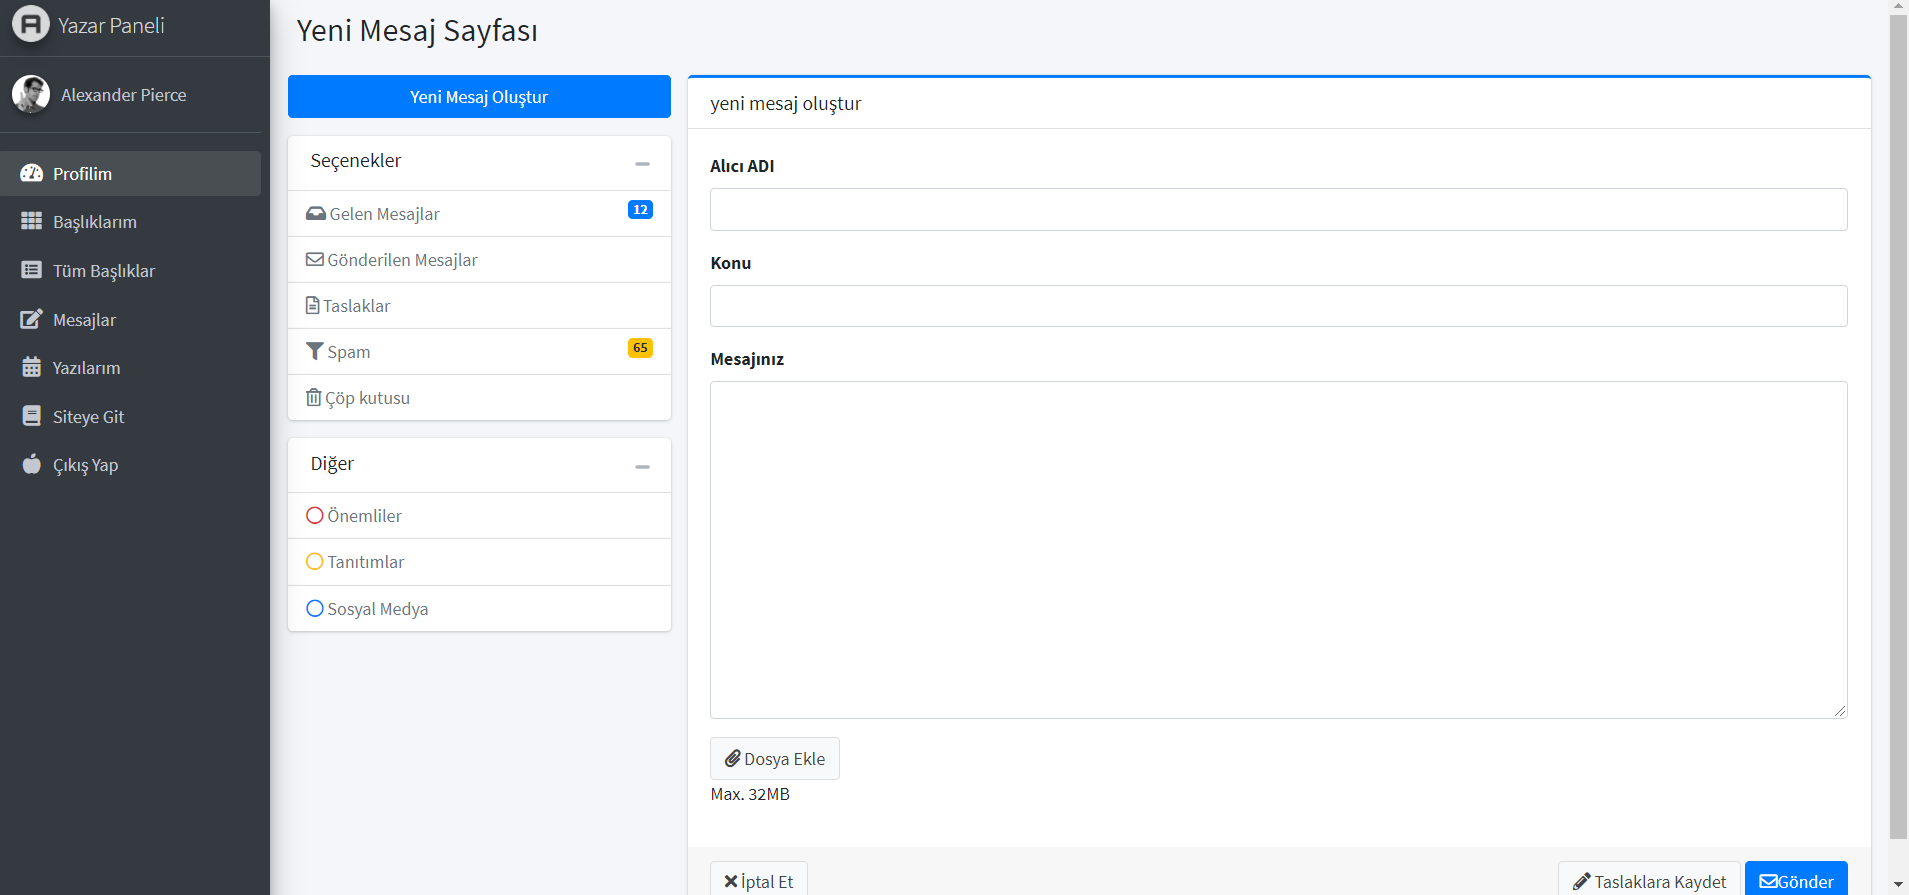 Yazar Paneli
Alexander Pierce
Profilim
Başlıklarım
Tüm Başlıklar
Mesajlar
Yazılarım
Siteye Git
Çıkış Yap
Yeni Mesaj Sayfası
Yeni Mesaj Oluştur
Seçenekler
Gelen Mesajlar 12
Gönderilen Mesajlar
Taslaklar
Spam 65
Çöp kutusu
Diğer
Önemliler
Tanıtımlar
Sosyal Medya
yeni mesaj oluştur
Alıcı ADI
Konu
Mesajınız
Dosya Ekle
Max. 32MB
İptal Et
Taslaklara Kaydet
Gönder